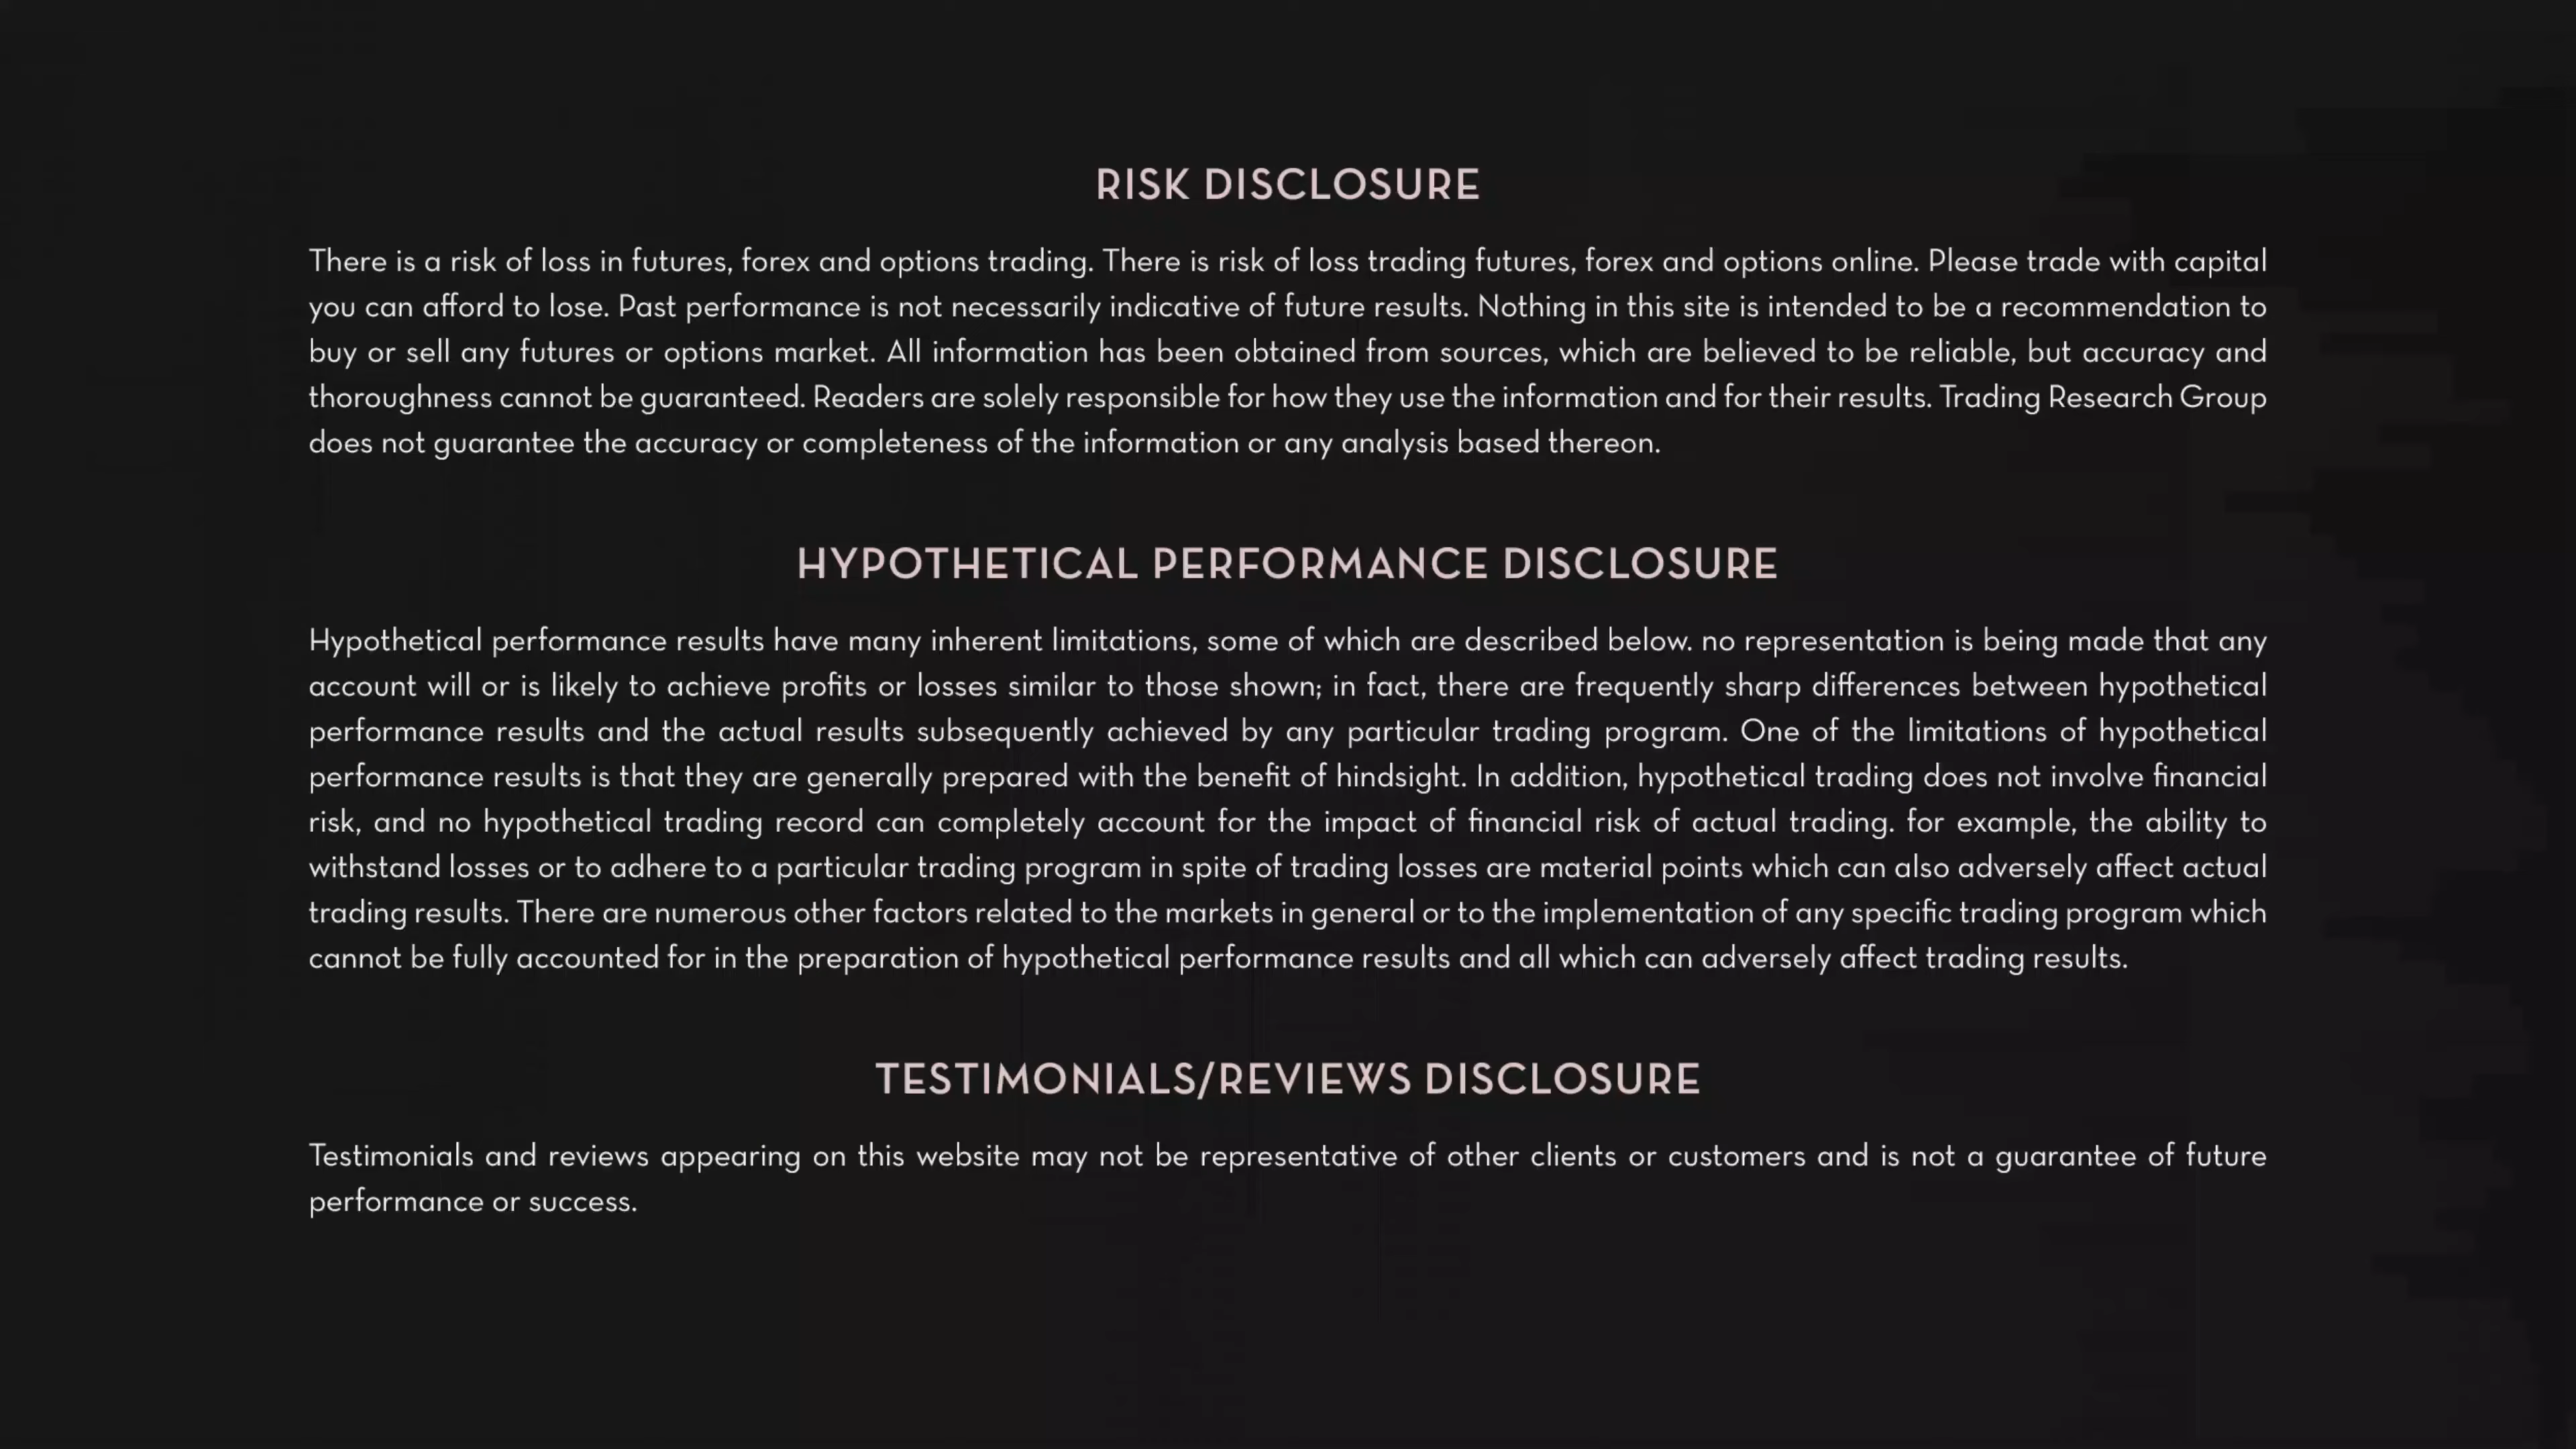 RISK DISCLOSURE
There is a risk of loss in futures, forex and options trading. There is risk of loss trading futures, forex and options online. Please trade with capital
you can afford to lose. Past performance is not necessarily indicative of future results. Nothing in this site is intended to be a recommendation to
buy or sell any futures or options market. All information has been obtained from sources, which are believed to be reliable, but accuracy and
thoroughness cannot be guaranteed. Readers are solely responsible for how they use the information and for their results. Trading Research Group
does not guarantee the accuracy or completeness of the information or any analysis based thereon.
HYPOTHETICAL PERFORMANCE DISCLOSURE
Hypothetical performance results have many inherent limitations, some of which are described below. no representation is being made that any
account will or is likely to achieve profits or losses similar to those shown; in fact, there are frequently sharp differences between hypothetical
performance results and the actual results subsequently achieved by any particular trading program. One of the limitations of hypothetical
performance results is that they are generally prepared with the benefit of hindsight. In addition, hypothetical trading does not involve financial
risk, and no hypothetical trading record can completely account for the impact of financial risk of actual trading. for example, the ability to
withstand losses or to adhere to a particular trading program in spite of trading losses are material points which can also adversely affect actual
trading results. There are numerous other factors related to the markets in general or to the implementation of any specific trading program which
cannot be fully accounted for in the preparation of hypothetical performance results and all which can adversely affect trading results.
TESTIMONIALS/REVIEWS DISCLOSURE
Testimonials and reviews appearing on this website may not be representative of other clients or customers and is not a guarantee of future
performance or success.